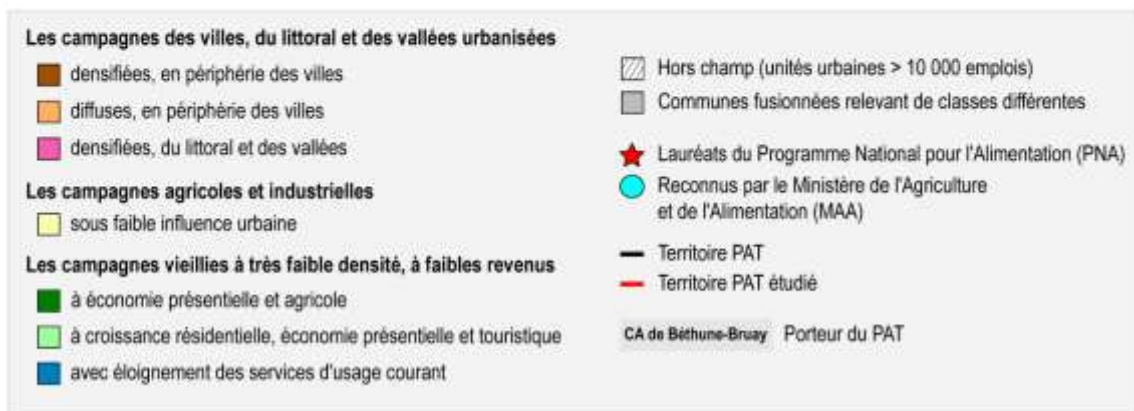 Les campagnes des villes, du littoral et des vallées urbanisées
densifiées, en périphérie des villes
diffuses, en périphérie des villes
densifiées, du littoral et des vallées
Les campagnes agricoles et industrielles
sous faible influence urbaine
Les campagnes vieillies à très faible densité, à faibles revenus
à économie présentielle et agricole
à croissance résidentielle, économie présentielle et touristique
avec éloignement des services d'usage courant
Hors champ (unités urbaines > 10 000 emplois)
Communes fusionnées relevant de classes différentes
Lauréats du Programme National pour l'Alimentation (PNA)
Reconnus par le Ministère de l'Agriculture
et de l'Alimentation (MAA)
Territoire PAT
Territoire PAT étudié
CA de Béthune-Bruay Porteur du PAT